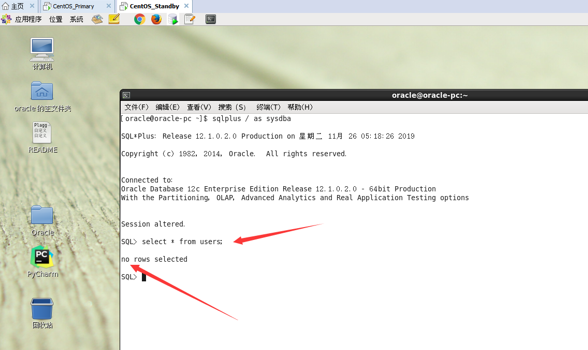 主页
CentOS_Primary
CentOS_Standby
应用程序 位置 系统
计算机
oracle 的主文件夹
README
Oracle
PyCharm
回收站
oracle@oracle-pc:~
文件(F) 编辑(E) 查看(V) 搜索 (S) 终端(T) 帮助(H)
[oracle@oracle-pc ~]$ sqlplus / as sysdba
SQL*Plus: Release 12.1.0.2.0 Production on 星期二 11月 26 05:18:26 2019
Copyright (c) 1982, 2014, Oracle. All rights reserved.
Connected to:
Oracle Database 12c Enterprise Edition Release 12.1.0.2.0 - 64bit Production
With the Partitioning, OLAP, Advanced Analytics and Real Application Testing options
Session altered.
SQL> select * from users;
no rows selected
SQL>